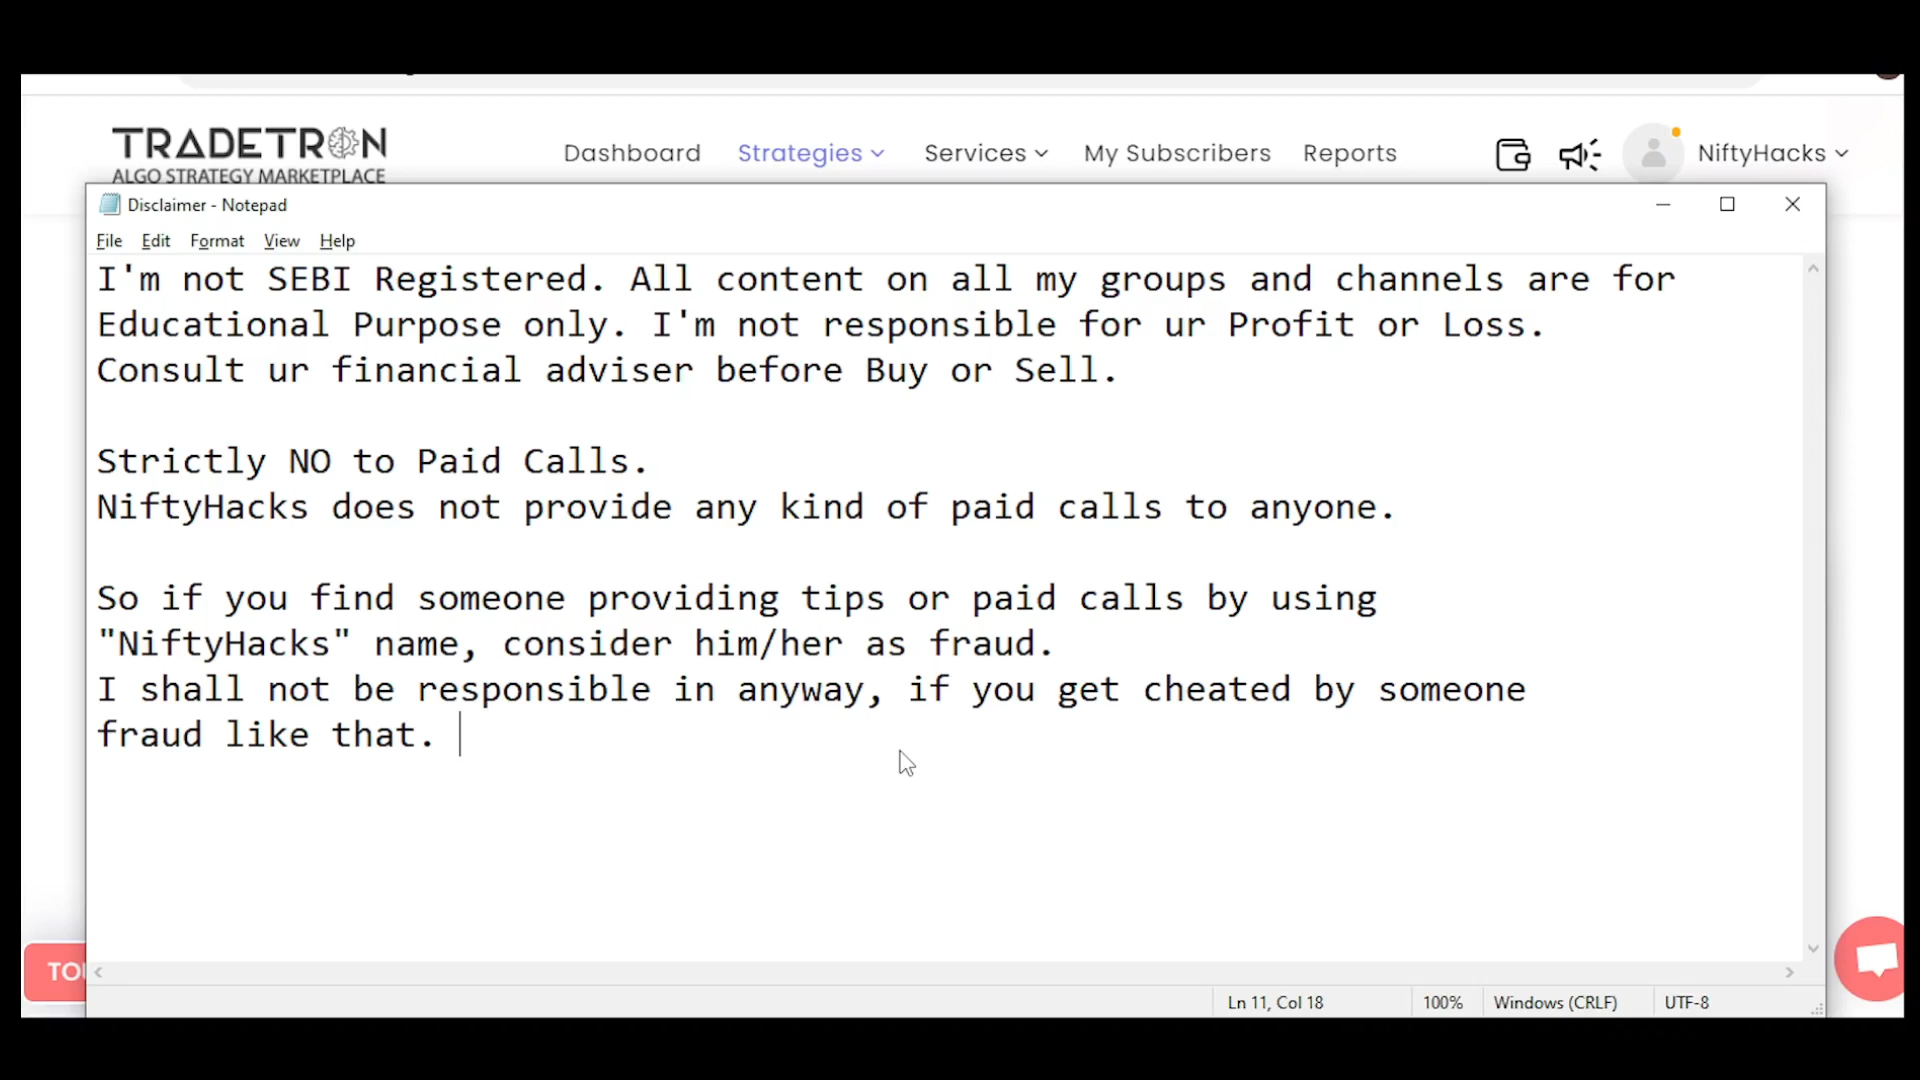 TRADETRON
ALGO STRATEGY MARKETPLACE
Dashboard Strategies Services My Subscribers Reports NiftyHacks
Disclaimer - Notepad
File Edit Format View Help
I'm not SEBI Registered. All content on all my groups and channels are for
Educational Purpose only. I'm not responsible for ur Profit or Loss.
Consult ur financial adviser before Buy or Sell.
Strictly NO to Paid Calls.
NiftyHacks does not provide any kind of paid calls to anyone.
So if you find someone providing tips or paid calls by using
"NiftyHacks" name, consider him/her as fraud.
I shall not be responsible in anyway, if you get cheated by someone
fraud like that.
Ln 11, Col 18 100% Windows (CRLF) UTF-8